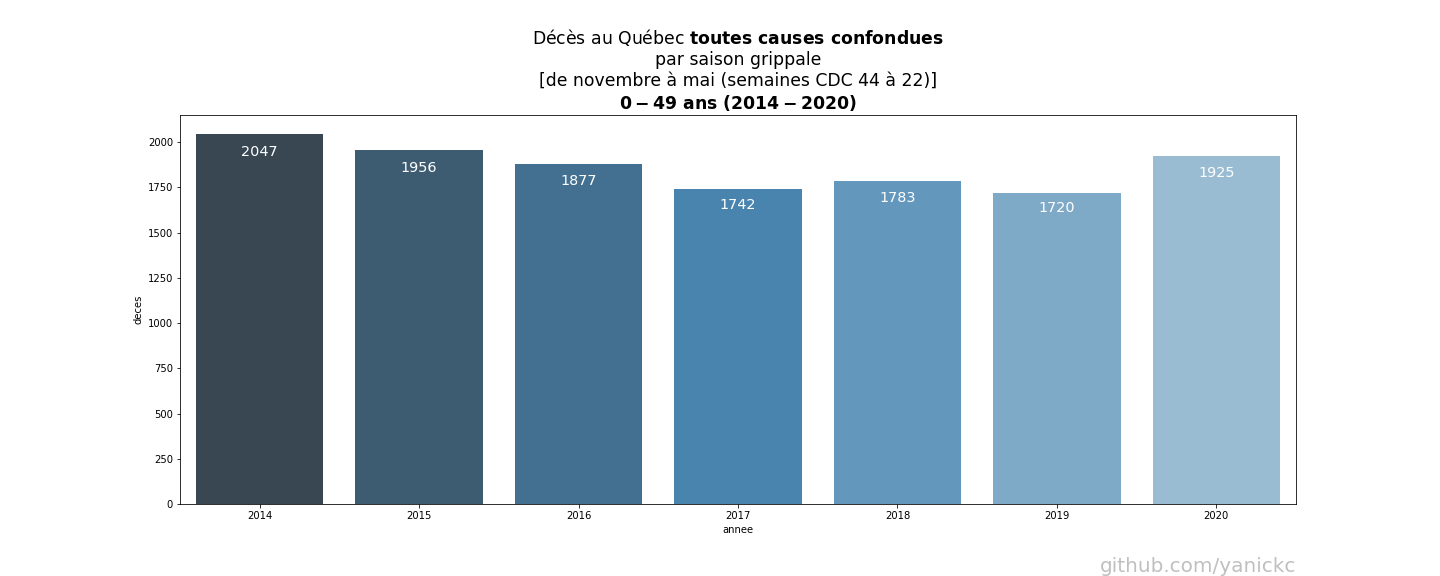 Décès au Québec toutes causes confondues
par saison grippale
[de novembre à mai (semaines CDC 44 à 22)]
0 − 49 ans (2014 − 2020)
2000
1750
1500
1250
1000
750
500
250
0
deces
2047
1956
1877
1742
1783
1720
1925
2014 2015 2016 2017 2018 2019 2020
annee
github.com/yanickc